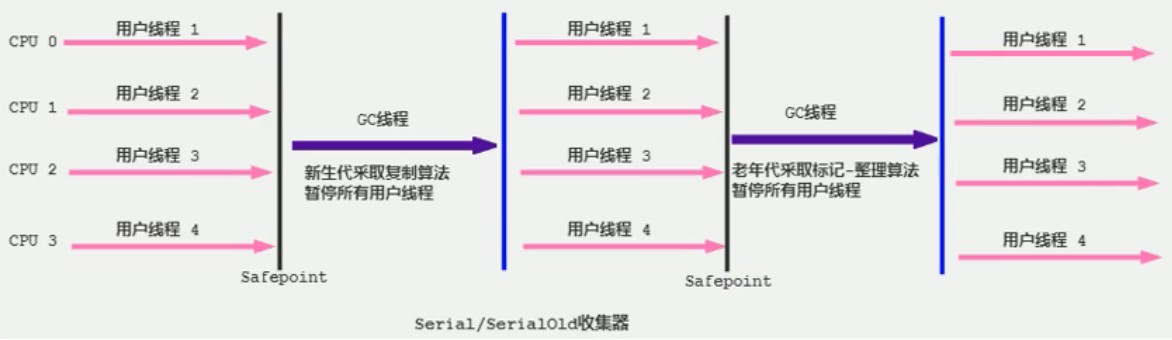 CPU 0
用户线程 1
用户线程 1
用户线程 1
CPU 1
用户线程 2
用户线程 2
用户线程 2
GC线程
GC线程
CPU 2
用户线程 3
用户线程 3
用户线程 3
新生代采取复制算法
暂停所有用户线程
老年代采取标记-整理算法
暂停所有用户线程
CPU 3
用户线程 4
用户线程 4
用户线程 4
Safepoint
Safepoint
Serial/SerialOld收集器